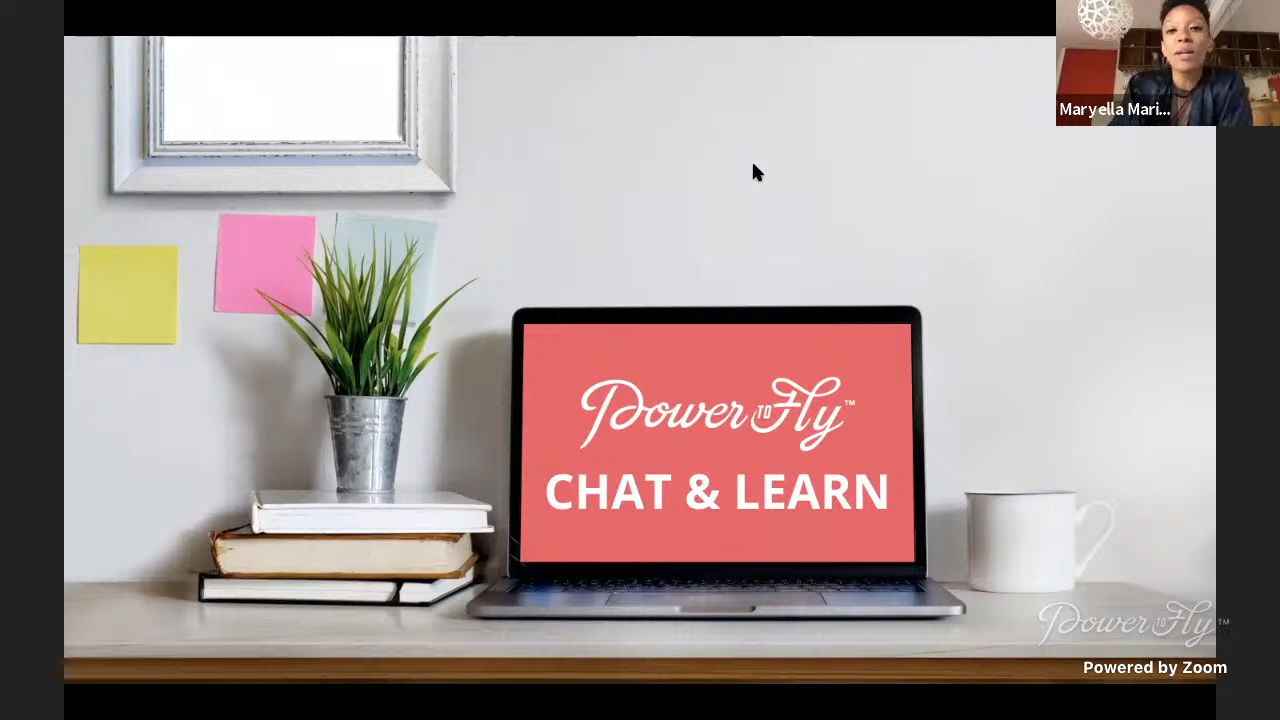 Maryella Mari...
Power TO Fly™
CHAT & LEARN
Power TO Fly™
Powered by Zoom